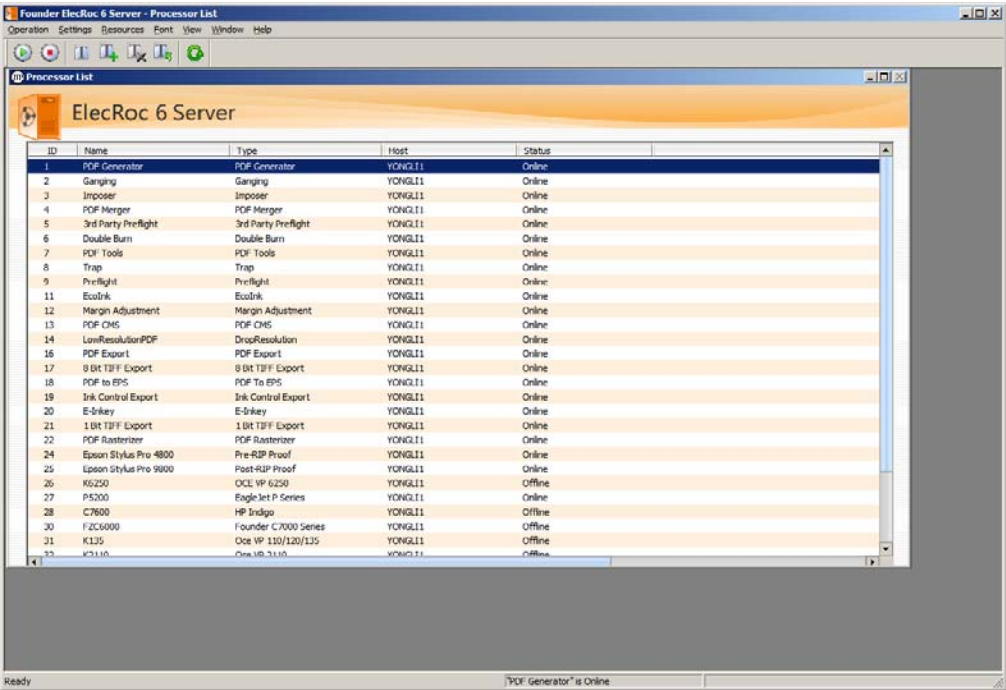 Founder ElecRoc 6 Server - Processor List
Operation Settings Resources Font View Window Help
Processor List
ElecRoc 6 Server
ID Name Type Host Status
1 PDF Generator PDF Generator YONGLI1 Online
2 Ganging Ganging YONGLI1 Online
3 Imposer Imposer YONGLI1 Online
4 PDF Merger PDF Merger YONGLI1 Online
5 3rd Party Preflight 3rd Party Preflight YONGLI1 Online
6 Double Burn Double Burn YONGLI1 Online
7 PDF Tools PDF Tools YONGLI1 Online
8 Trap Trap YONGLI1 Online
9 Preflight Preflight YONGLI1 Online
11 EcoInk EcoInk YONGLI1 Online
12 Margin Adjustment Margin Adjustment YONGLI1 Online
13 PDF CMS PDF CMS YONGLI1 Online
14 LowResolutionPDF DropResolution YONGLI1 Online
16 PDF Export PDF Export YONGLI1 Online
17 8 Bit TIFF Export 8 Bit TIFF Export YONGLI1 Online
18 PDF to EPS PDF To EPS YONGLI1 Online
19 Ink Control Export Ink Control Export YONGLI1 Online
20 E-Inkey E-Inkey YONGLI1 Online
21 1 Bit TIFF Export 1 Bit TIFF Export YONGLI1 Online
22 PDF Rasterizer PDF Rasterizer YONGLI1 Online
24 Epson Stylus Pro 4800 Pre-RIP Proof YONGLI1 Online
25 Epson Stylus Pro 9800 Post-RIP Proof YONGLI1 Online
26 K6250 OCE VP 6250 YONGLI1 Offline
27 P5200 EagleJet P Series YONGLI1 Online
28 C7600 HP Indigo YONGLI1 Offline
30 FZC6000 Founder C7000 Series YONGLI1 Offline
31 K135 Oce VP 110/120/135 YONGLI1 Offline
32 K2110 Oce VP 2110 YONGLI1 Offline
Ready "PDF Generator" is Online